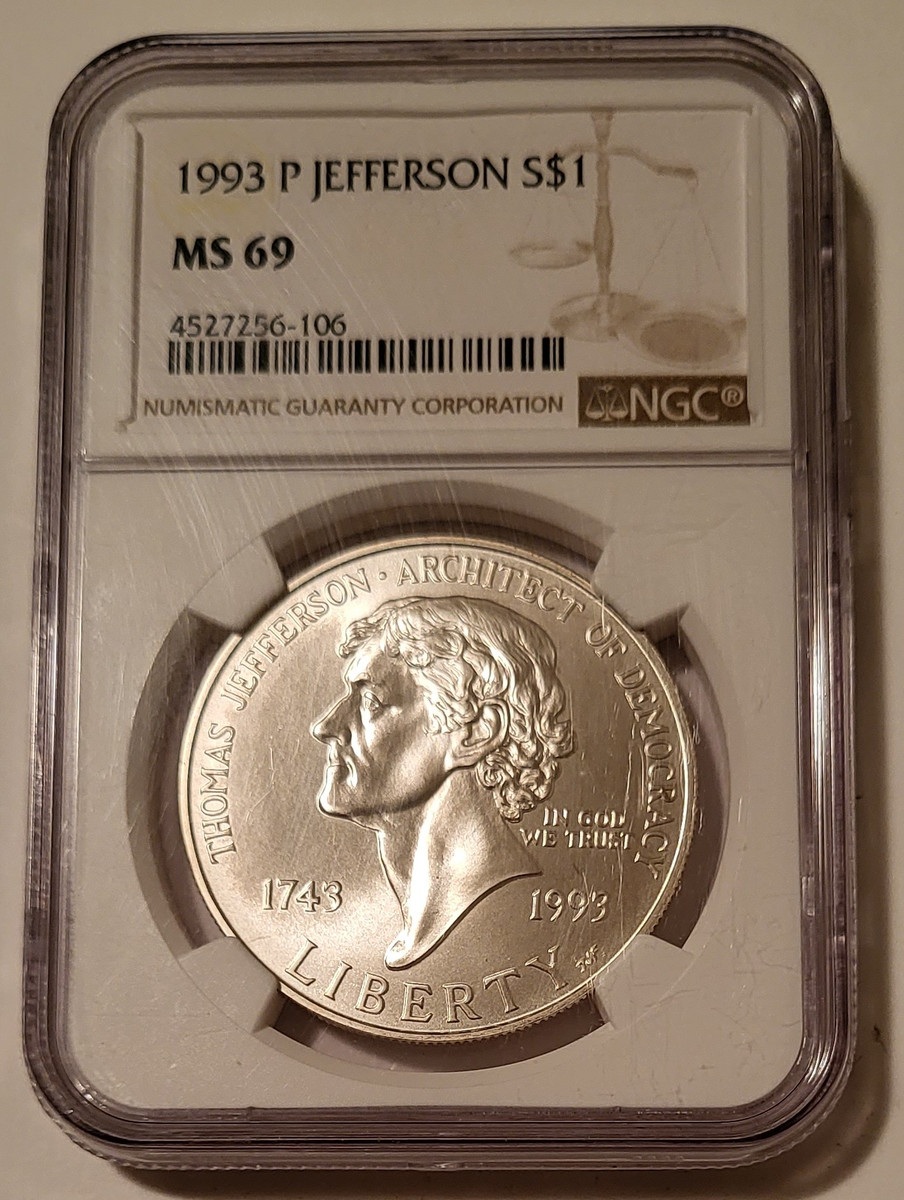 1993 P JEFFERSON S$1
MS 69
4527256-106
NUMISMATIC GUARANTY CORPORATION
NGC®
THOMAS JEFFERSON · ARCHITECT OF DEMOCRACY
IN GOD
WE TRUST
1743
1993
LIBERTY